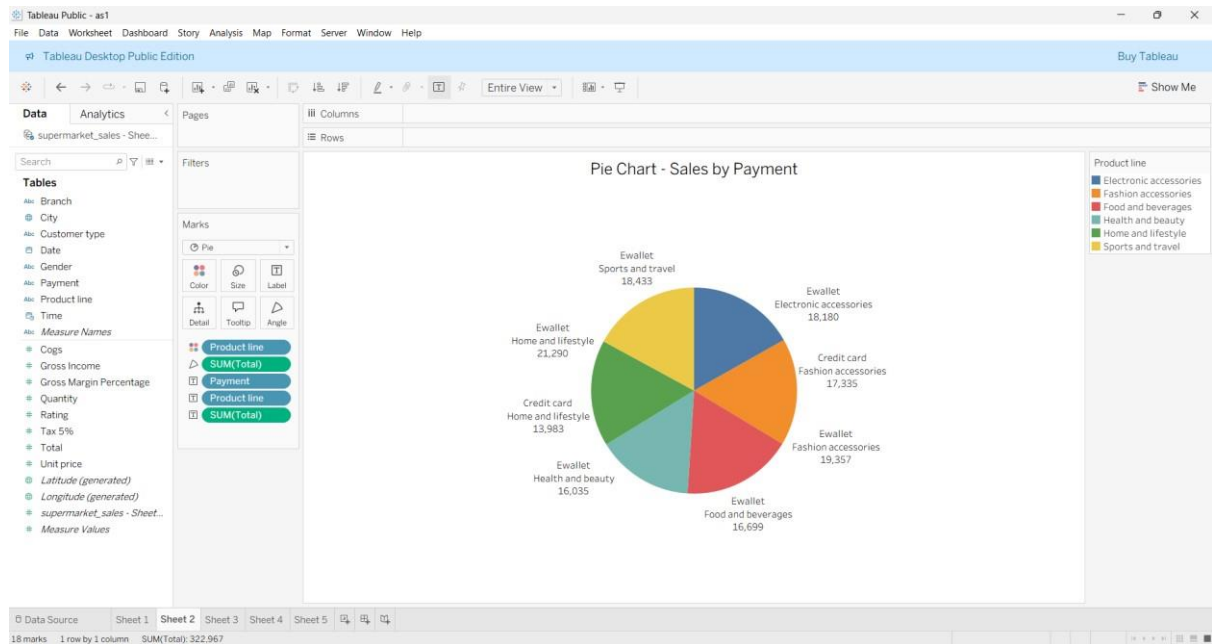 Tableau Public - as1
File Data Worksheet Dashboard Story Analysis Map Format Server Window Help
Tableau Desktop Public Edition
Buy Tableau
Entire View
Show Me
Data Analytics
Pages
Columns
supermarket_sales - Shee...
Rows
Search
Filters
Tables
Abc Branch
City
Abc Customer type
Date
Abc Gender
Abc Payment
Abc Product line
Time
Abc Measure Names
# Cogs
# Gross Income
# Gross Margin Percentage
# Quantity
# Rating
# Tax 5%
# Total
# Unit price
Latitude (generated)
Longitude (generated)
# supermarket_sales - Sheet...
# Measure Values
Marks
Pie
Color Size Label
Detail Tooltip Angle
Product line
SUM(Total)
Payment
Product line
SUM(Total)
Pie Chart - Sales by Payment
Ewallet
Sports and travel
18,433
Ewallet
Electronic accessories
18,180
Ewallet
Home and lifestyle
21,290
Credit card
Fashion accessories
17,335
Credit card
Home and lifestyle
13,983
Ewallet
Fashion accessories
19,357
Ewallet
Health and beauty
16,035
Ewallet
Food and beverages
16,699
Product line
Electronic accessories
Fashion accessories
Food and beverages
Health and beauty
Home and lifestyle
Sports and travel
Data Source Sheet 1 Sheet 2 Sheet 3 Sheet 4 Sheet 5
18 marks 1 row by 1 column SUM(Total): 322,967